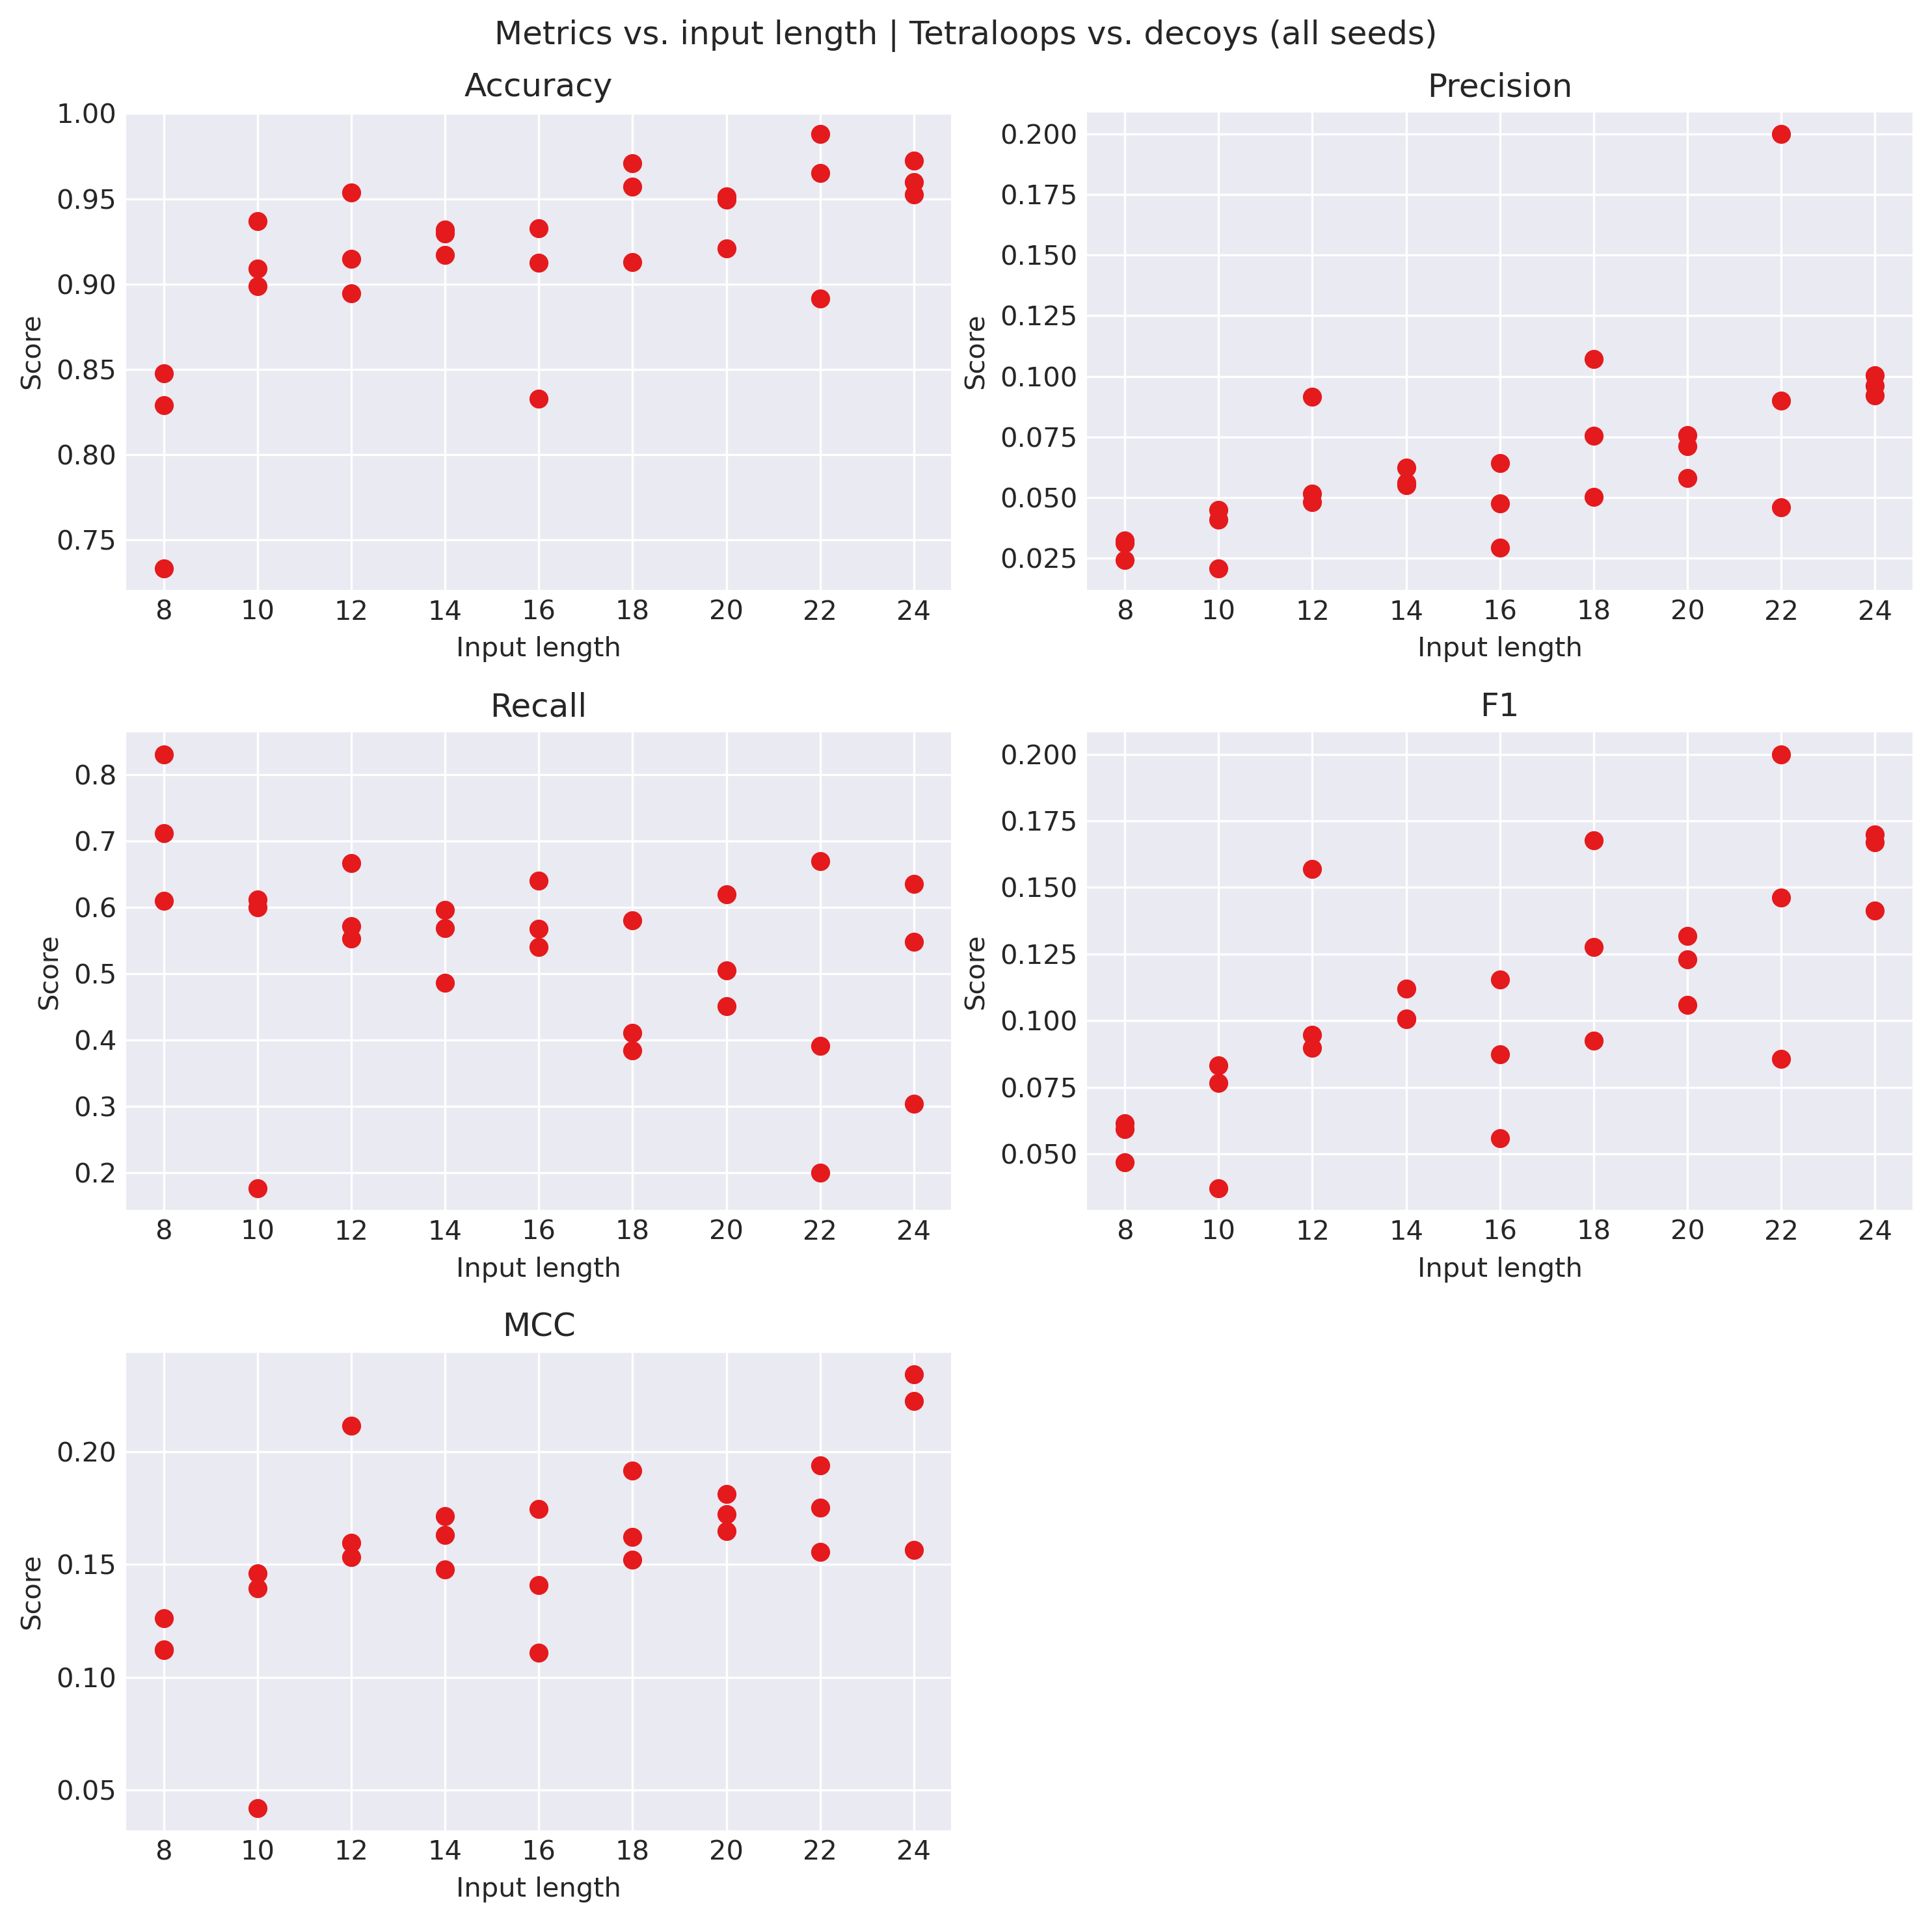 Metrics vs. input length | Tetraloops vs. decoys (all seeds)
Accuracy
1.00
0.95
0.90
0.85
0.80
0.75
Score
8 10 12 14 16 18 20 22 24
Input length
Precision
0.200
0.175
0.150
0.125
0.100
0.075
0.050
0.025
Score
8 10 12 14 16 18 20 22 24
Input length
Recall
0.8
0.7
0.6
0.5
0.4
0.3
0.2
Score
8 10 12 14 16 18 20 22 24
Input length
F1
0.200
0.175
0.150
0.125
0.100
0.075
0.050
Score
8 10 12 14 16 18 20 22 24
Input length
MCC
0.20
0.15
0.10
0.05
Score
8 10 12 14 16 18 20 22 24
Input length